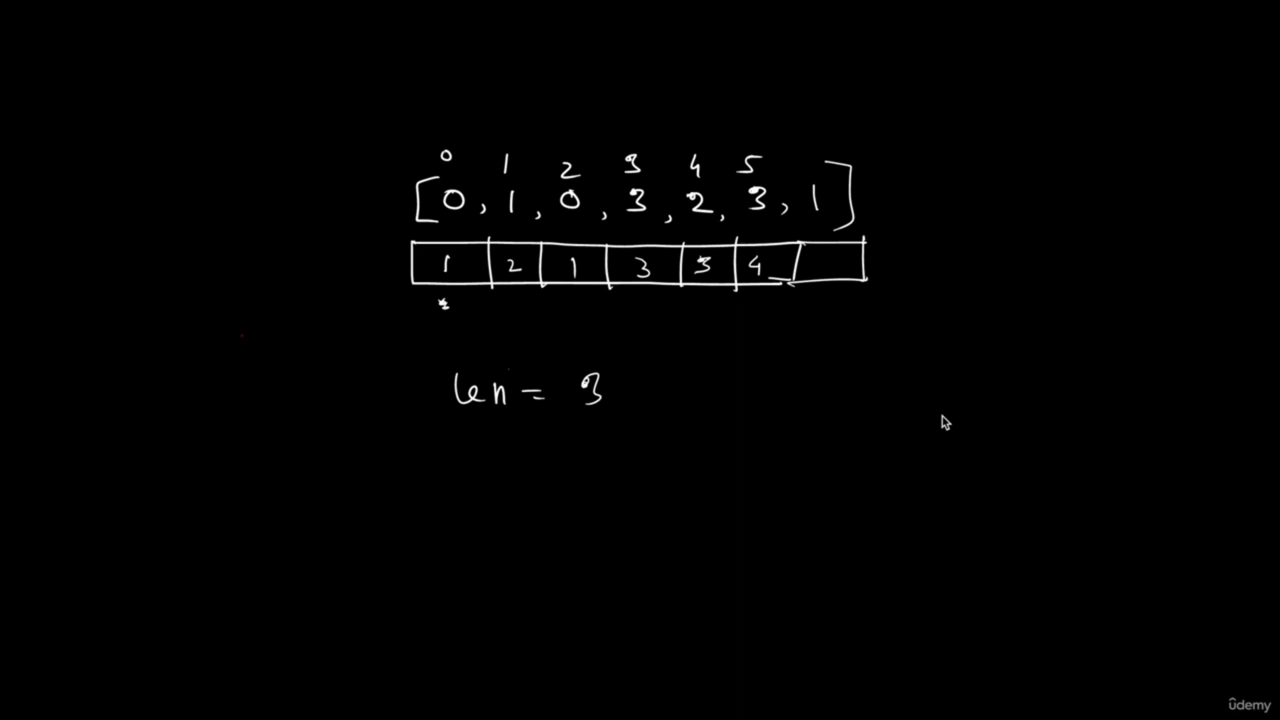 0 1 2 3 4 5
[0, 1, 0, 3, 2, 3, 1]
1 2 1 3 3 4
len = 3
ûdemy